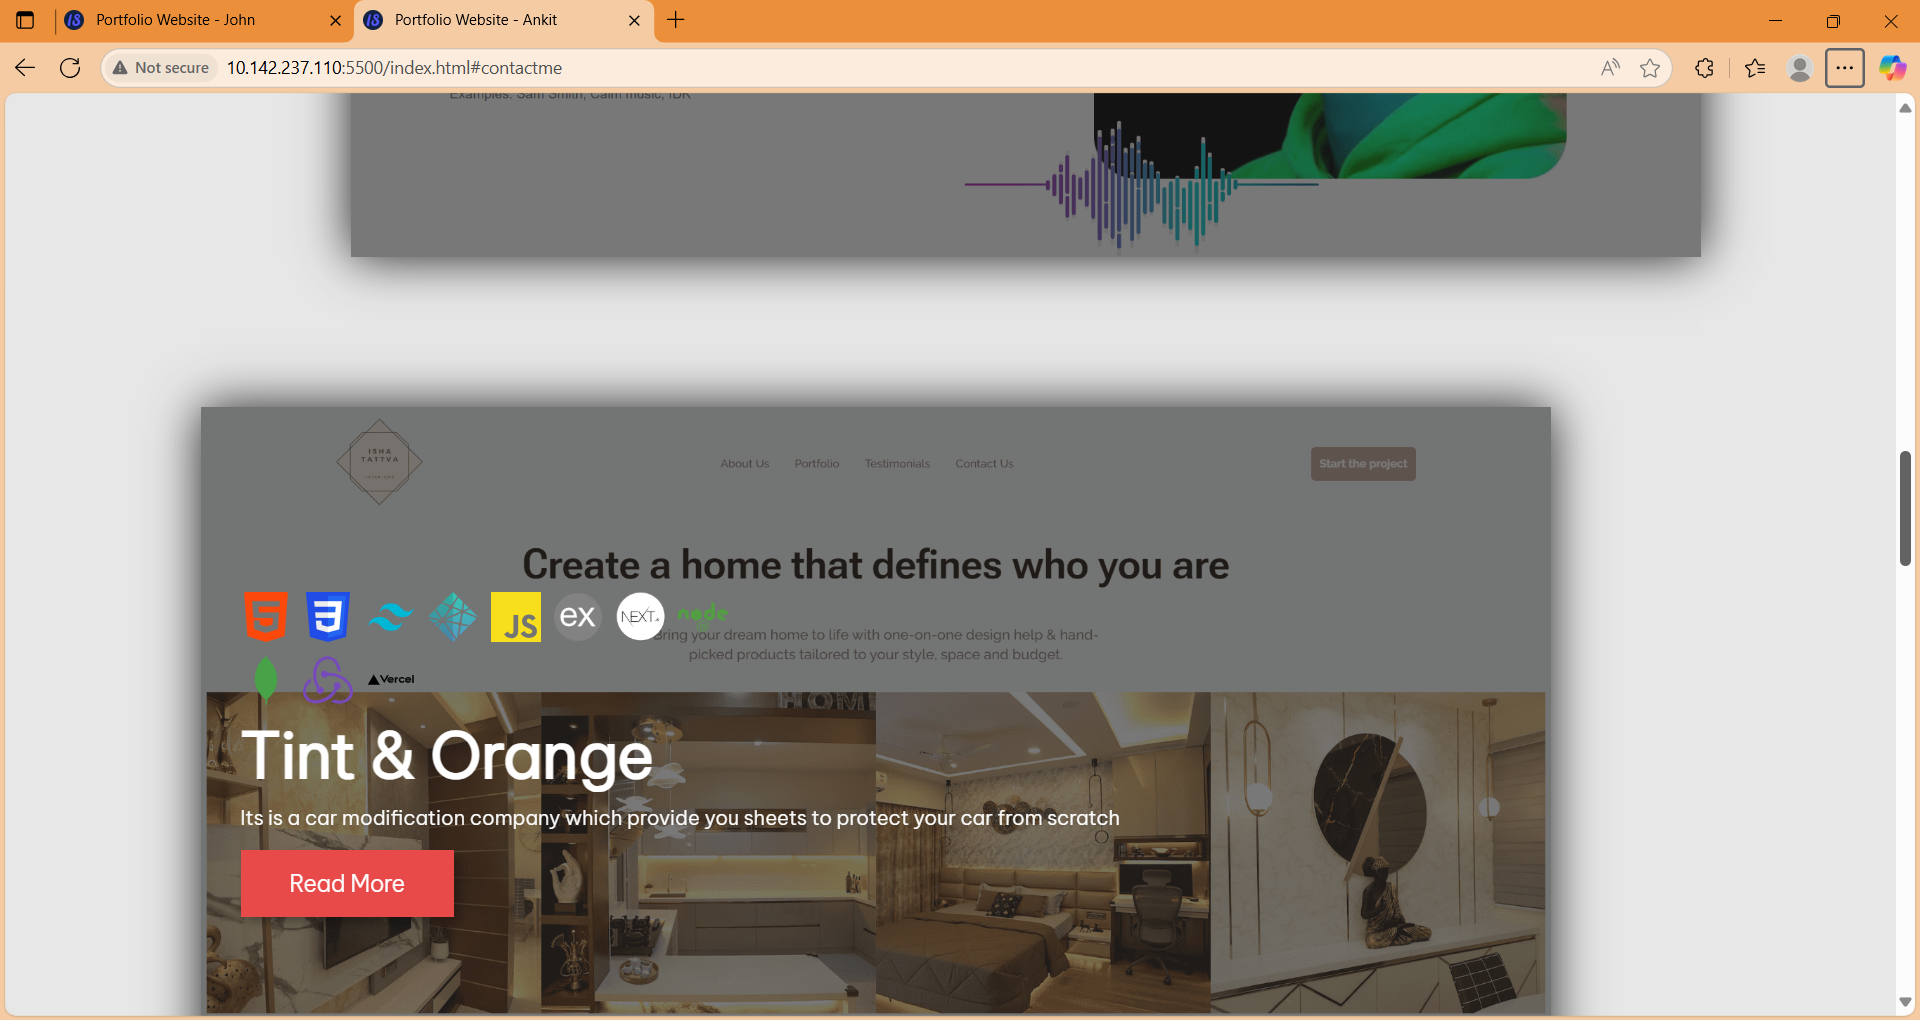 Portfolio Website - John
Portfolio Website - Ankit
Not secure
10.142.237.110:5500/index.html#contactme
Examples: Sam Smith, Calm music, IDK
ISHA
TATTVA
INTERIORS
About Us
Portfolio
Testimonials
Contact Us
Start the project
Create a home that defines who you are
JS
ex
NEXT
node
Bring your dream home to life with one-on-one design help & hand-
picked products tailored to your style, space and budget.
Vercel
HOM
Tint & Orange
Its is a car modification company which provide you sheets to protect your car from scratch
Read More